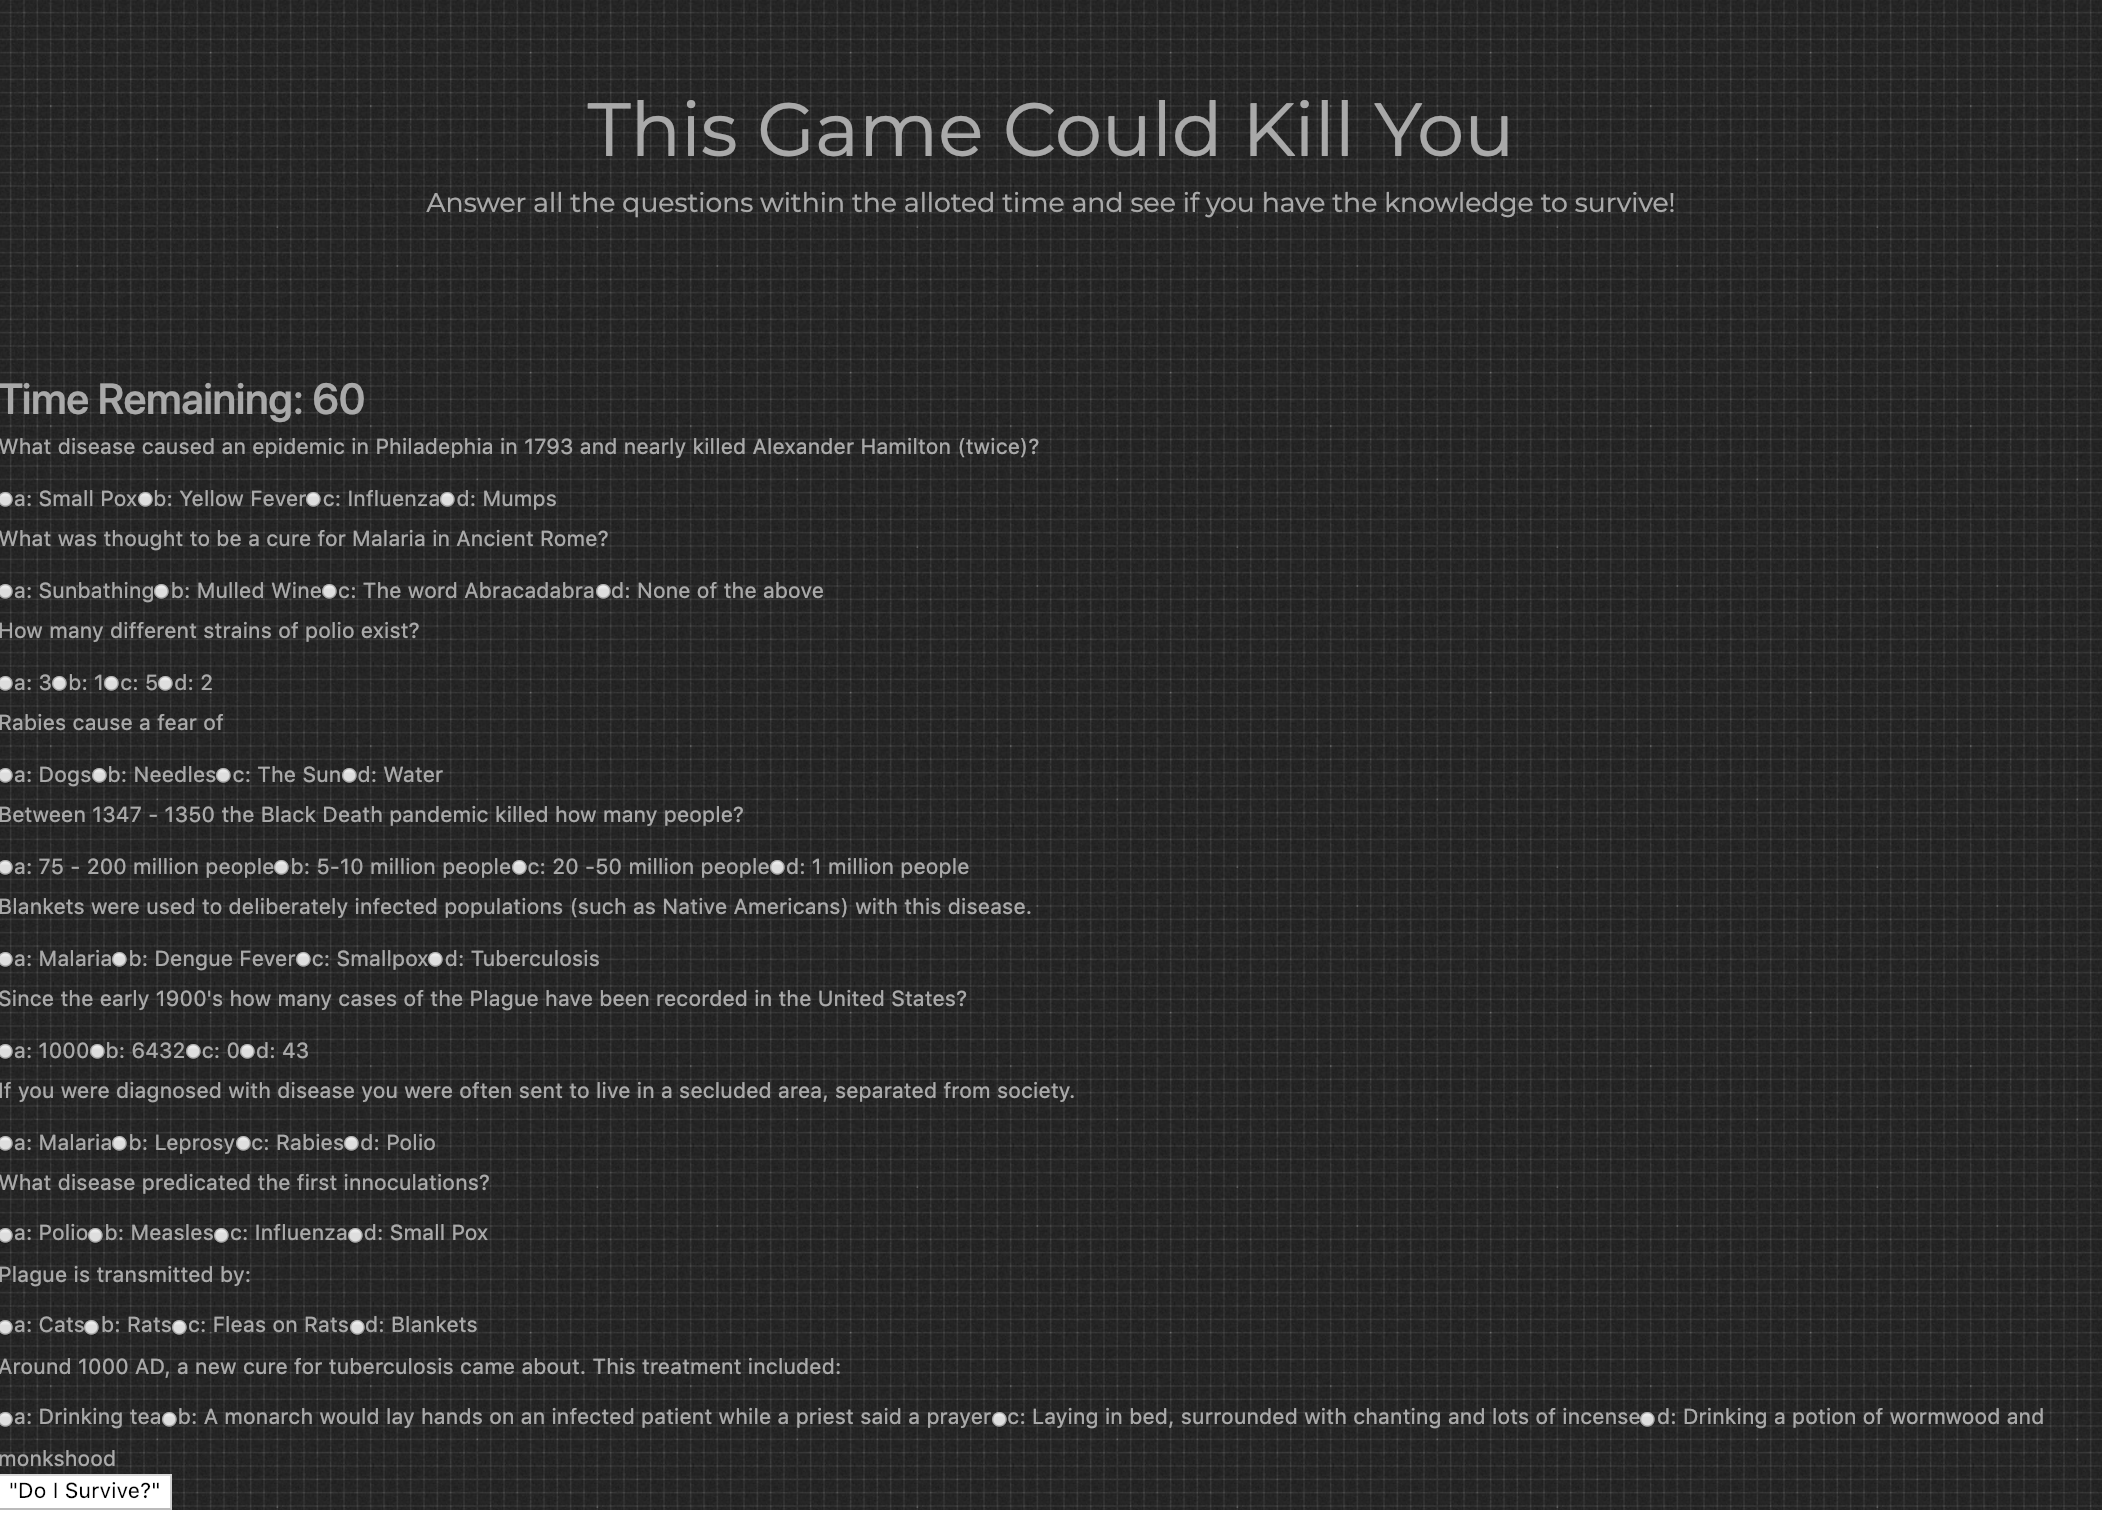 This Game Could Kill You
Answer all the questions within the alloted time and see if you have the knowledge to survive!
Time Remaining: 60
What disease caused an epidemic in Philadephia in 1793 and nearly killed Alexander Hamilton (twice)?
a: Small Pox b: Yellow Fever c: Influenza d: Mumps
What was thought to be a cure for Malaria in Ancient Rome?
a: Sunbathing b: Mulled Wine c: The word Abracadabra d: None of the above
How many different strains of polio exist?
a: 3 b: 1 c: 5 d: 2
Rabies cause a fear of
a: Dogs b: Needles c: The Sun d: Water
Between 1347 - 1350 the Black Death pandemic killed how many people?
a: 75 - 200 million people b: 5-10 million people c: 20 -50 million people d: 1 million people
Blankets were used to deliberately infected populations (such as Native Americans) with this disease.
a: Malaria b: Dengue Fever c: Smallpox d: Tuberculosis
Since the early 1900's how many cases of the Plague have been recorded in the United States?
a: 1000 b: 6432 c: 0 d: 43
If you were diagnosed with disease you were often sent to live in a secluded area, separated from society.
a: Malaria b: Leprosy c: Rabies d: Polio
What disease predicated the first innoculations?
a: Polio b: Measles c: Influenza d: Small Pox
Plague is transmitted by:
a: Cats b: Rats c: Fleas on Rats d: Blankets
Around 1000 AD, a new cure for tuberculosis came about. This treatment included:
a: Drinking tea b: A monarch would lay hands on an infected patient while a priest said a prayer c: Laying in bed, surrounded with chanting and lots of incense d: Drinking a potion of wormwood and
monkshood
"Do I Survive?"